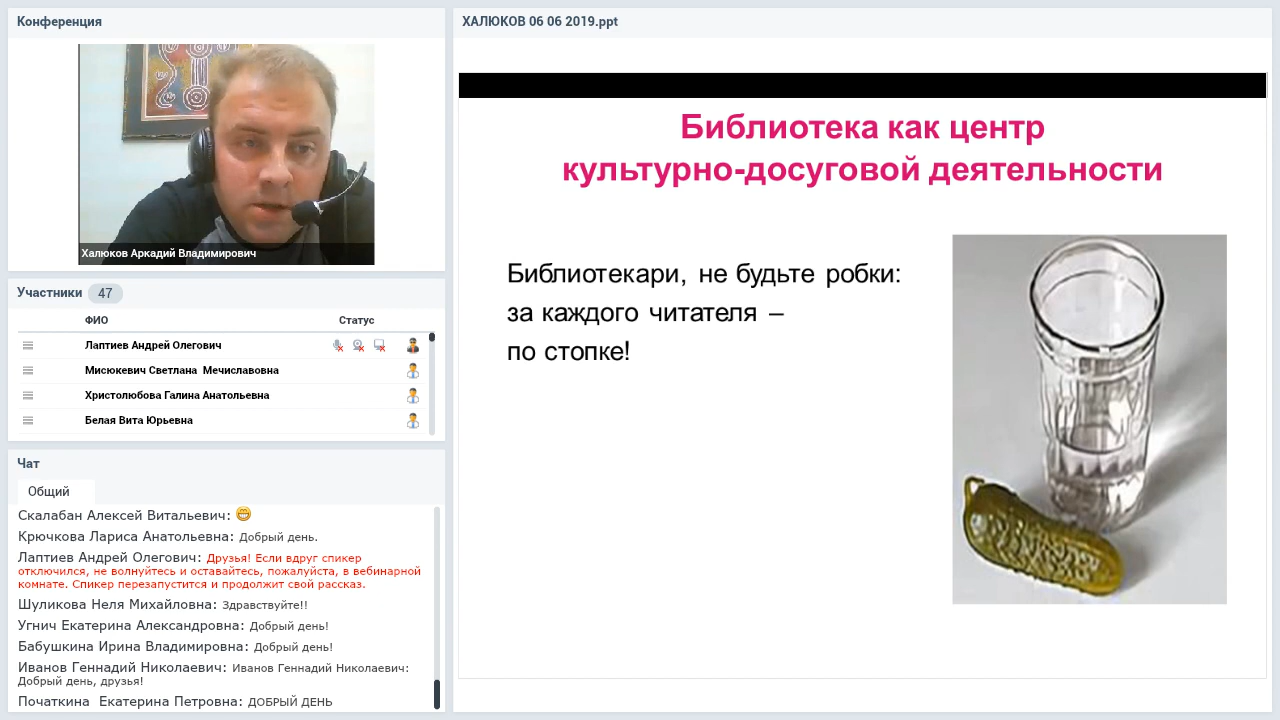 Конференция
Халюков Аркадий Владимирович
Участники 47
ФИО Статус
Лаптиев Андрей Олегович
Мисюкевич Светлана Мечиславовна
Христолюбова Галина Анатольевна
Белая Вита Юрьевна
Чат
Общий
Скалабан Алексей Витальевич:
Крючкова Лариса Анатольевна: Добрый день.
Лаптиев Андрей Олегович: Друзья! Если вдруг спикер
отключился, не волнуйтесь и оставайтесь, пожалуйста, в вебинарной
комнате. Спикер перезапустится и продолжит свой рассказ.
Шуликова Неля Михайловна: Здравствуйте!!
Угнич Екатерина Александровна: Добрый день!
Бабушкина Ирина Владимировна: Добрый день!
Иванов Геннадий Николаевич: Иванов Геннадий Николаевич:
Добрый день, друзья!
Початкина Екатерина Петровна: ДОБРЫЙ ДЕНЬ
ХАЛЮКОВ 06 06 2019.ppt
Библиотека как центр
культурно-досуговой деятельности
Библиотекари, не будьте робки:
за каждого читателя –
по стопке!